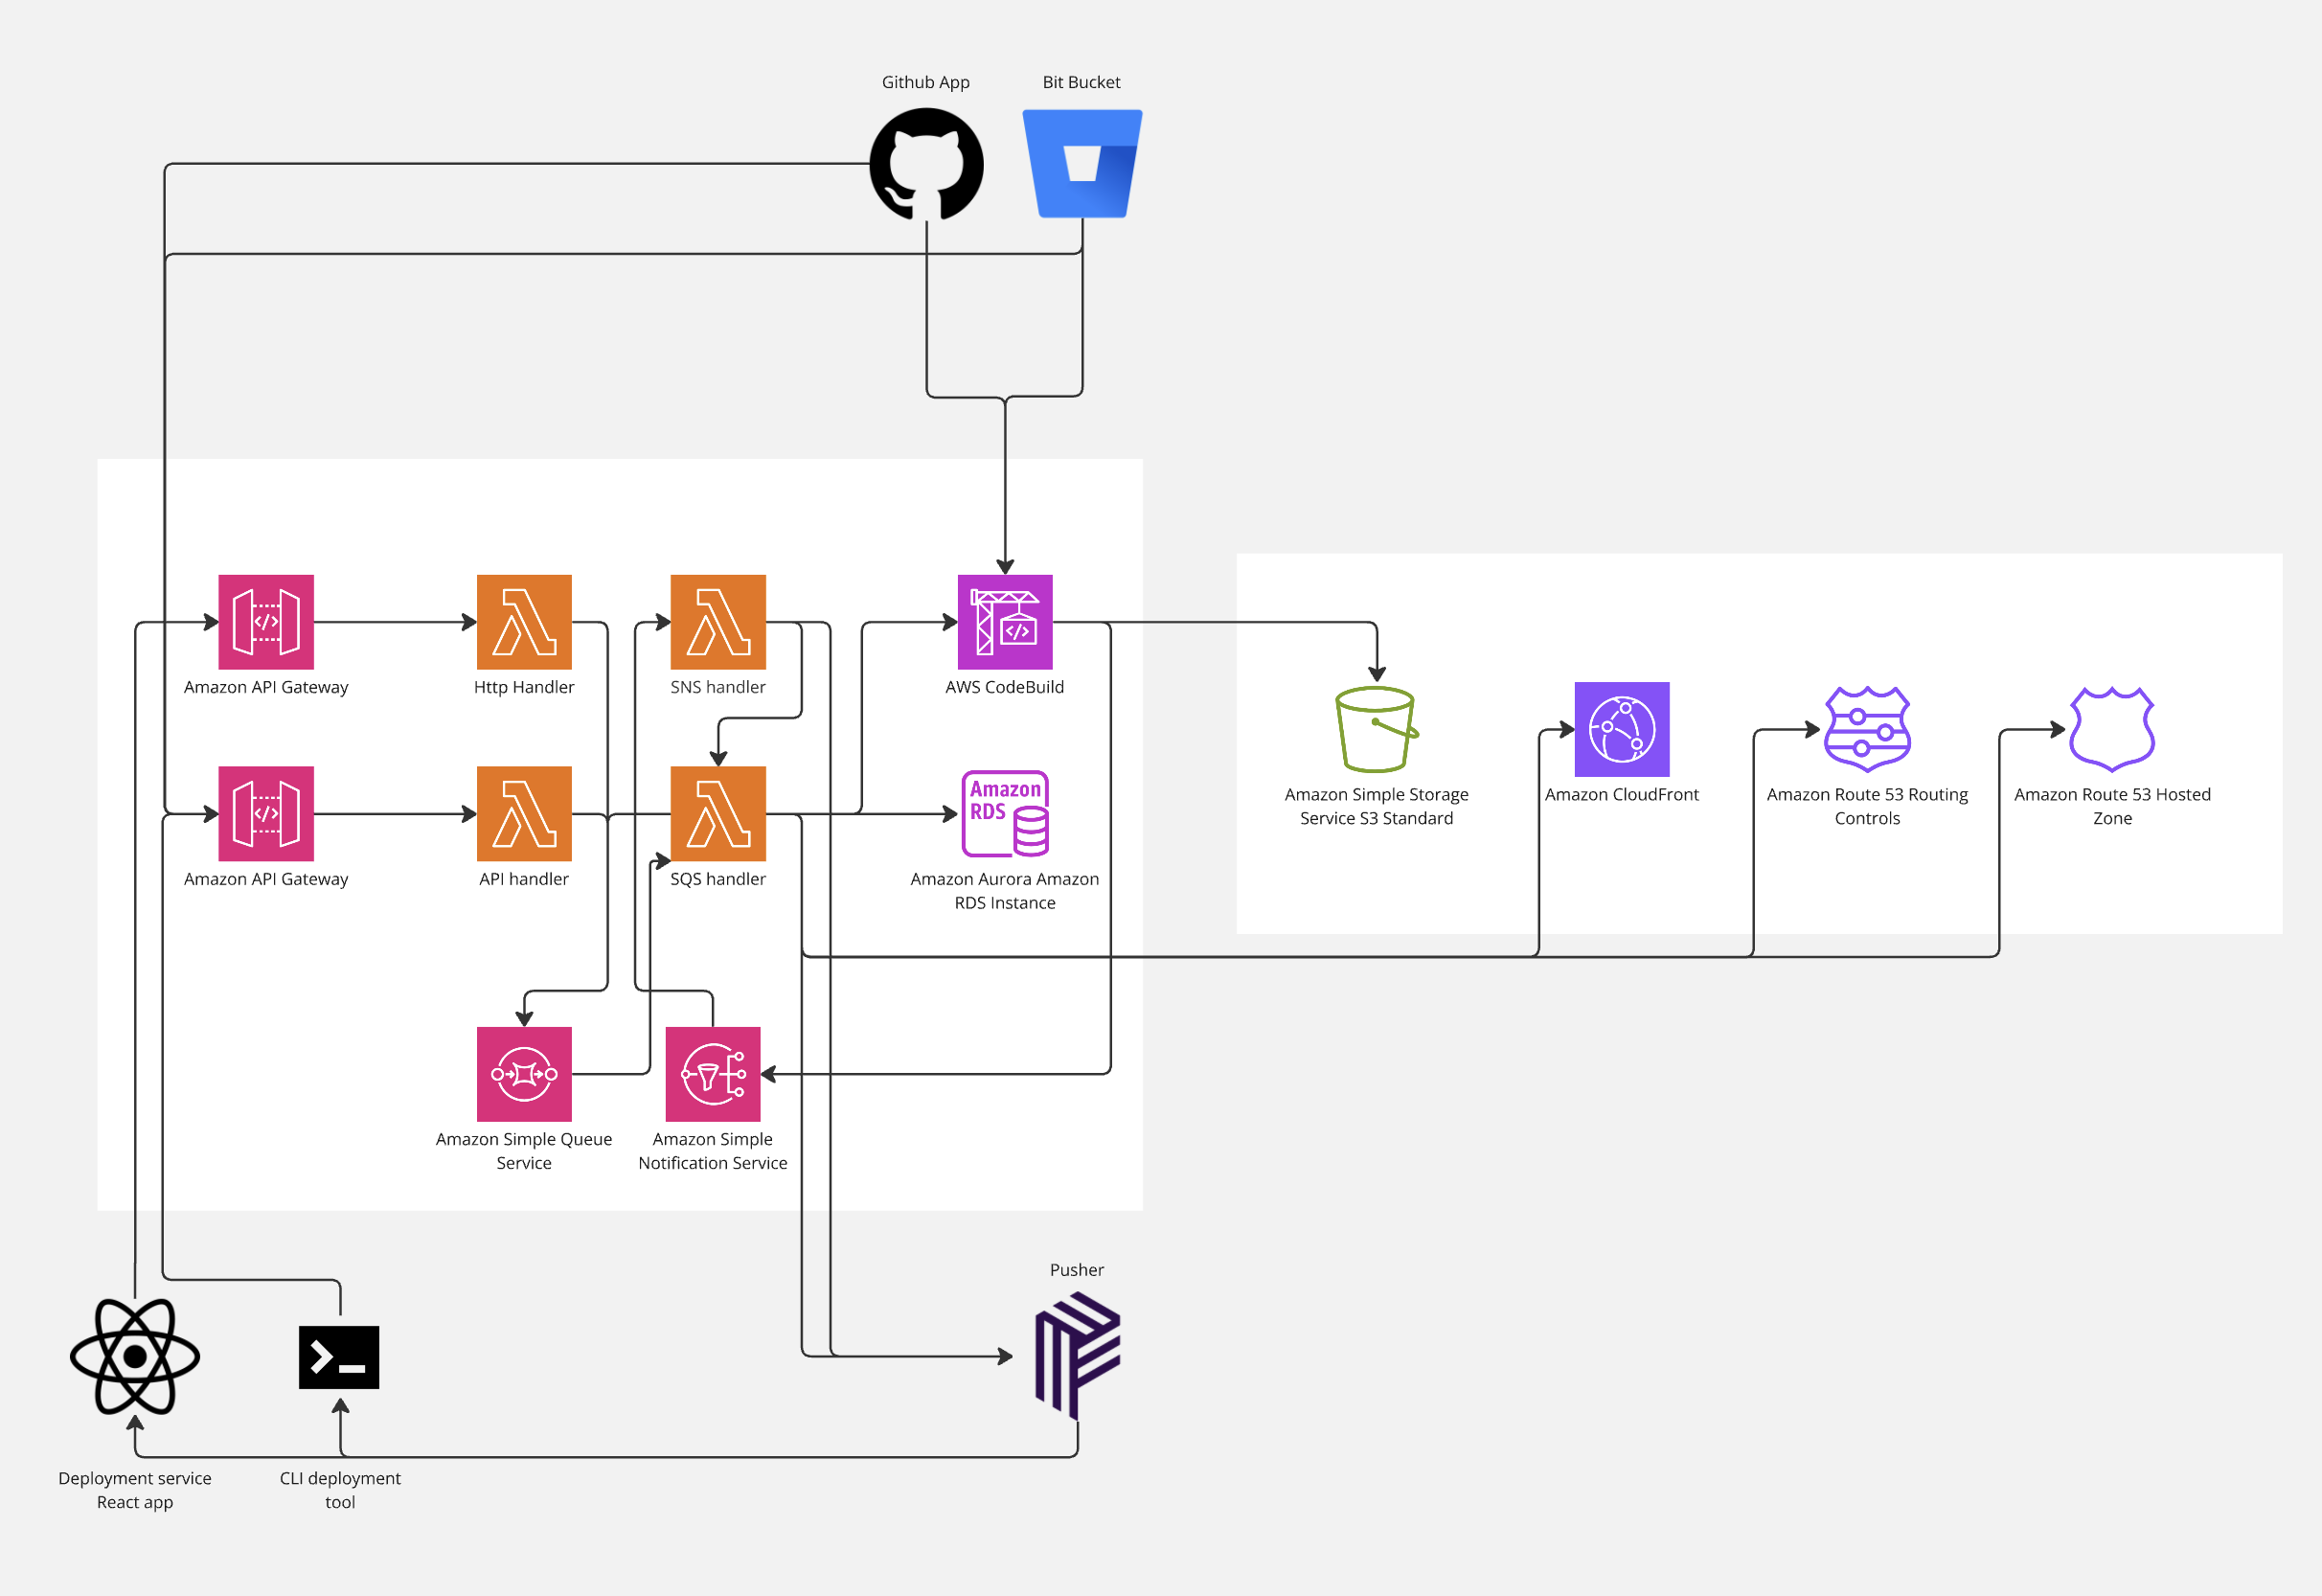 Github App
Bit Bucket
Amazon API Gateway
Http Handler
SNS handler
AWS CodeBuild
Amazon Simple Storage
Service S3 Standard
Amazon CloudFront
Amazon Route 53 Routing
Controls
Amazon Route 53 Hosted
Zone
Amazon
RDS
Amazon API Gateway
API handler
SQS handler
Amazon Aurora Amazon
RDS Instance
Amazon Simple Queue
Service
Amazon Simple
Notification Service
Pusher
Deployment service
React app
CLI deployment
tool